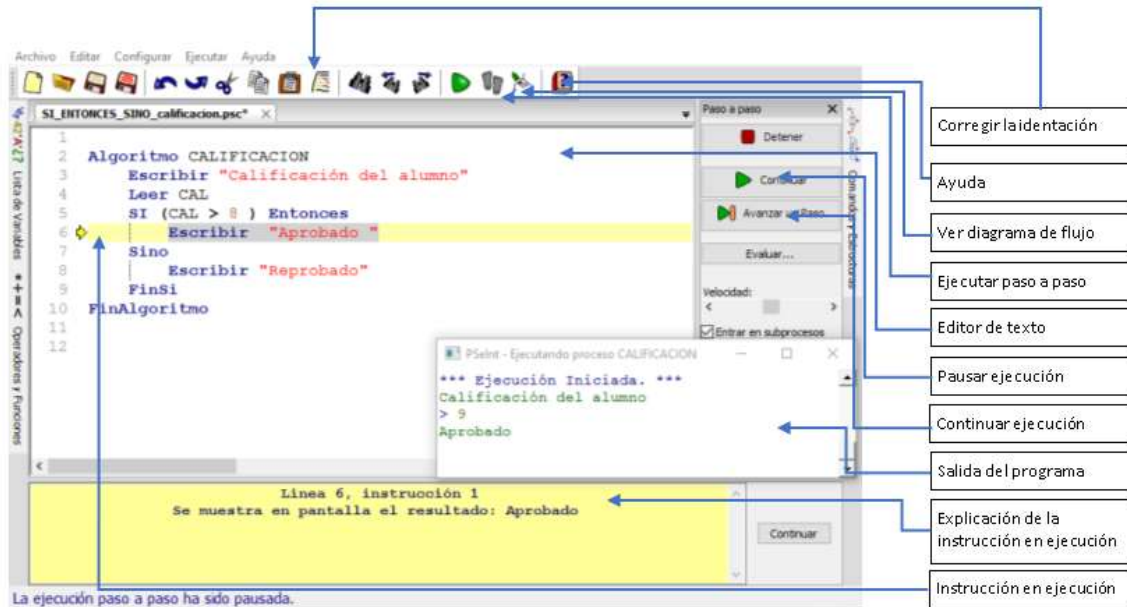 Archivo Editar Configurar Ejecutar Ayuda
SI_ENTONCES_SINO_calificacion.psc*
Lista de Variables
Operadores y Funciones
1
2 Algoritmo CALIFICACION
3 Escribir "Calificación del alumno"
4 Leer CAL
5 SI (CAL > 8 ) Entonces
6 Escribir "Aprobado "
7 Sino
8 Escribir "Reprobado"
9 FinSi
10 FinAlgoritmo
11
12
Paso a paso
Detener
Continuar
Avanzar un Paso
Evaluar...
Velocidad:
Entrar en subprocesos
Comandos y Estructuras
PSeInt - Ejecutando proceso CALIFICACION
*** Ejecución Iniciada. ***
Calificación del alumno
> 9
Aprobado
Linea 6, instrucción 1
Se muestra en pantalla el resultado: Aprobado
Continuar
La ejecución paso a paso ha sido pausada.
Corregir la identación
Ayuda
Ver diagrama de flujo
Ejecutar paso a paso
Editor de texto
Pausar ejecución
Continuar ejecución
Salida del programa
Explicación de la
instrucción en ejecución
Instrucción en ejecución